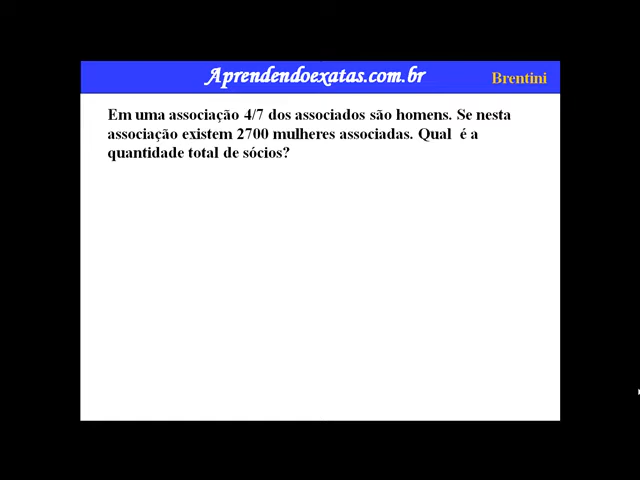 Aprendendoexatas.com.br
Brentini
Em uma associação 4/7 dos associados são homens. Se nesta
associação existem 2700 mulheres associadas. Qual é a
quantidade total de sócios?